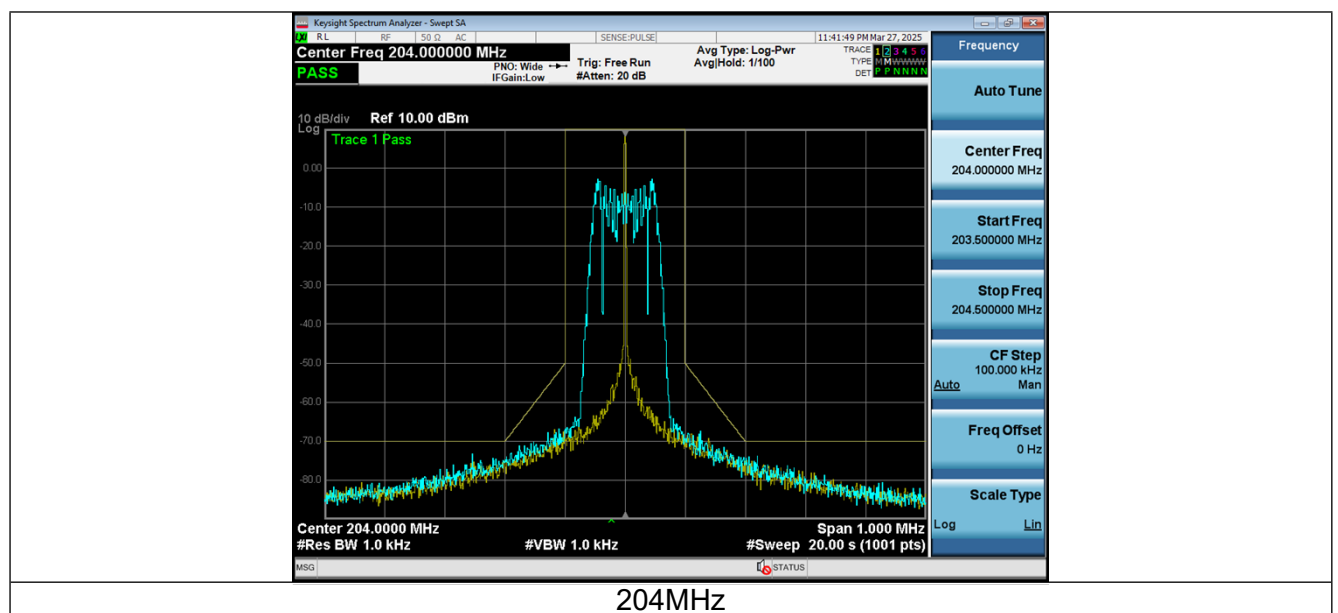 Keysight Spectrum Analyzer - Swept SA
LXI RL RF 50 Ω AC SENSE:PULSE 11:41:49 PM Mar 27, 2025
Center Freq 204.000000 MHz
PASS
PNO: Wide
IFGain:Low
Trig: Free Run
#Atten: 20 dB
Avg Type: Log-Pwr
Avg|Hold: 1/100
TRACE 1 2 3 4 5 6
TYPE M M W W W W
DET P P N N N N
10 dB/div Ref 10.00 dBm
Log
Trace 1 Pass
0.00
-10.0
-20.0
-30.0
-40.0
-50.0
-60.0
-70.0
-80.0
Center 204.0000 MHz Span 1.000 MHz
#Res BW 1.0 kHz #VBW 1.0 kHz #Sweep 20.00 s (1001 pts)
MSG STATUS
Frequency
Auto Tune
Center Freq
204.000000 MHz
Start Freq
203.500000 MHz
Stop Freq
204.500000 MHz
CF Step
100.000 kHz
Auto Man
Freq Offset
0 Hz
Scale Type
Log Lin
204MHz